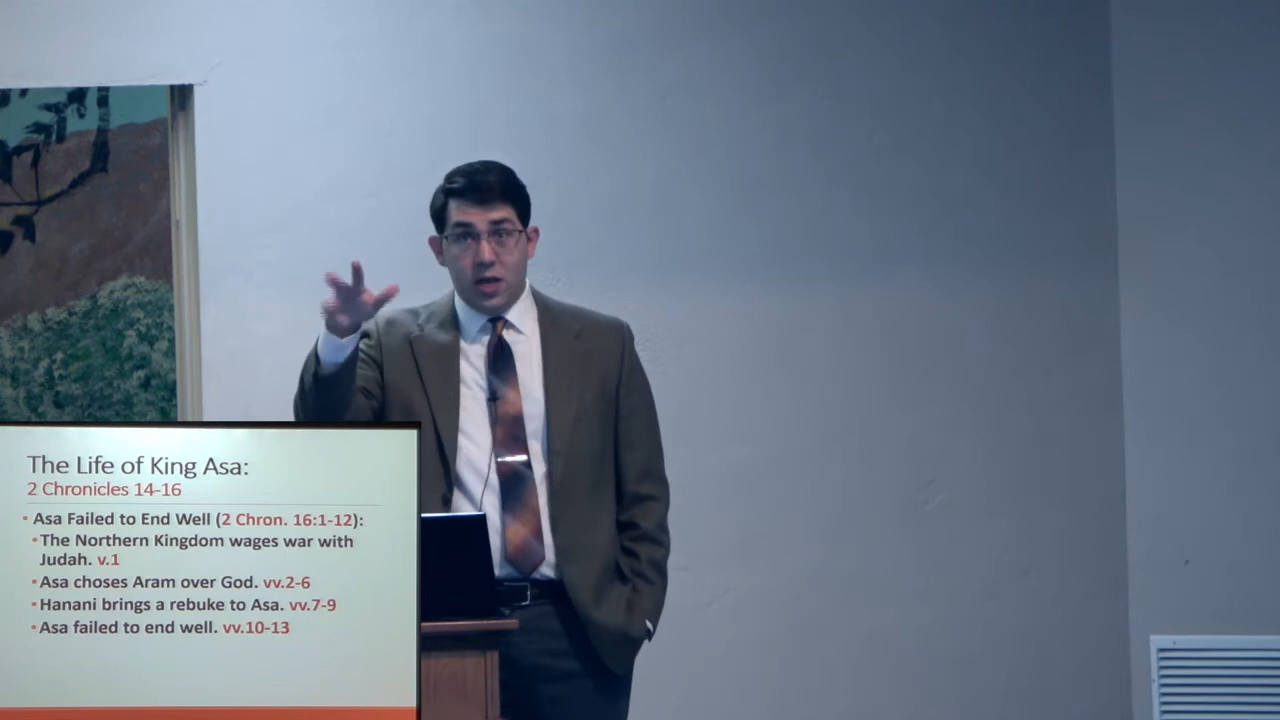 The Life of King Asa:
2 Chronicles 14-16
• Asa Failed to End Well (2 Chron. 16:1-12):
• The Northern Kingdom wages war with
Judah. v.1
• Asa choses Aram over God. vv.2-6
• Hanani brings a rebuke to Asa. vv.7-9
• Asa failed to end well. vv.10-13